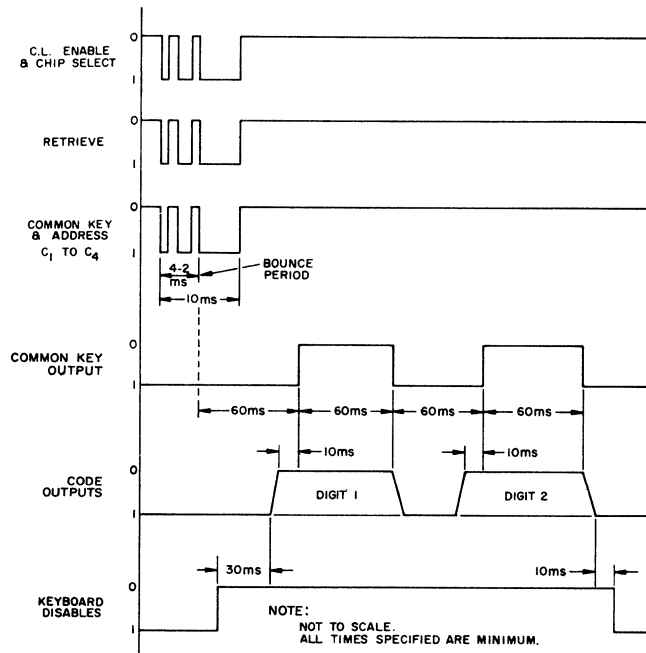 0
C.L. ENABLE
& CHIP SELECT
1
0
RETRIEVE
1
0
COMMON KEY
& ADDRESS
C1 TO C4
1
4-2
ms
BOUNCE
PERIOD
10ms
0
COMMON KEY
OUTPUT
1
60ms 60ms 60ms 60ms
10ms 10ms
0
CODE
OUTPUTS
1
DIGIT 1 DIGIT 2
30ms 10ms
0
KEYBOARD
DISABLES
1
NOTE:
NOT TO SCALE.
ALL TIMES SPECIFIED ARE MINIMUM.